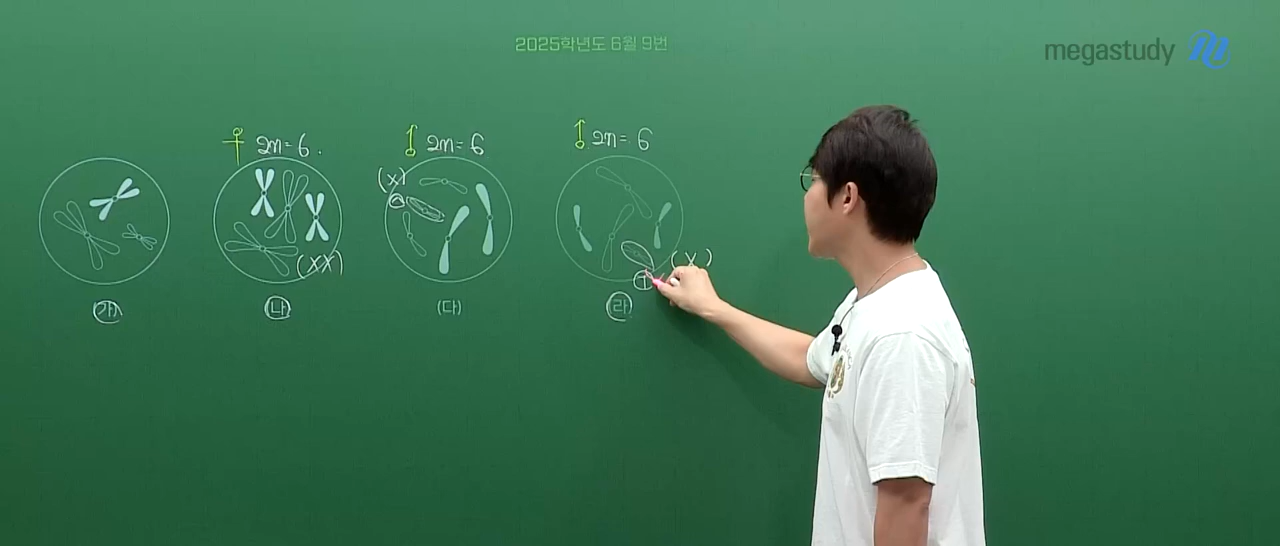 2025학년도 6월 9번
megastudy
♀ 2n=6.
♂ 2n=6
♂ 2n=6
(X)
ⓐ
(XX)
(X)
㉠
(가)
(나)
(다)
(라)